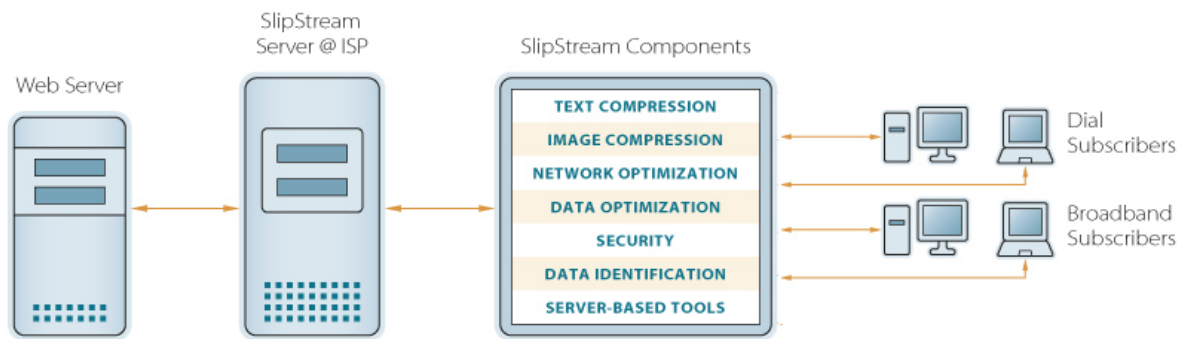 Web Server
SlipStream
Server @ ISP
SlipStream Components
TEXT COMPRESSION
IMAGE COMPRESSION
NETWORK OPTIMIZATION
DATA OPTIMIZATION
SECURITY
DATA IDENTIFICATION
SERVER-BASED TOOLS
Dial
Subscribers
Broadband
Subscribers